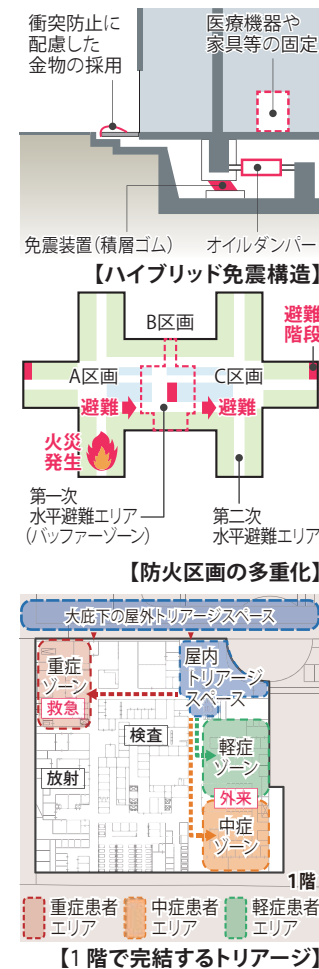 衝突防止に
配慮した
金物の採用
医療機器や
家具等の固定
免震装置(積層ゴム)
オイルダンパー
【ハイブリッド免震構造】
B区画
避難
階段
A区画
C区画
避難
避難
火災
発生
第一次
水平避難エリア
(バッファーゾーン)
第二次
水平避難エリア
【防火区画の多重化】
大庇下の屋外トリアージスペース
重症
ゾーン
救急
屋内
トリアージ
スペース
検査
放射
軽症
ゾーン
外来
中症
ゾーン
1階
重症患者
エリア
中症患者
エリア
軽症患者
エリア
【1階で完結するトリアージ】